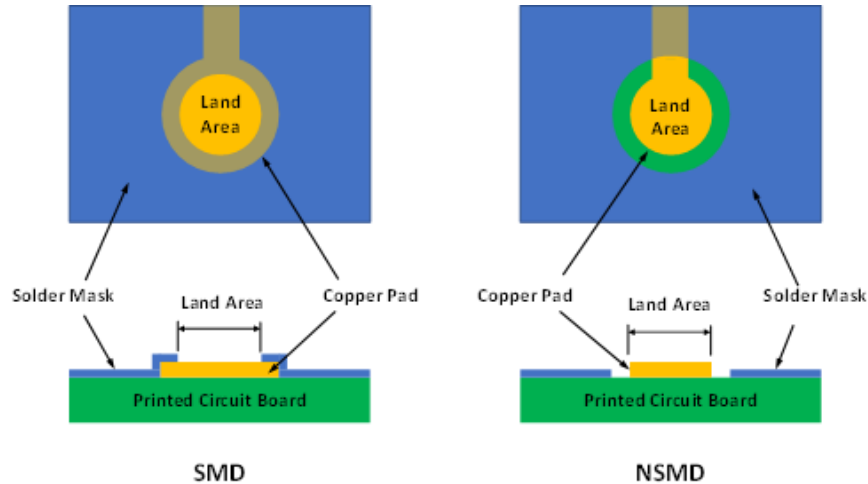 Land
Area
Land
Area
Solder Mask
Land Area
Copper Pad
Copper Pad
Land Area
Solder Mask
Printed Circuit Board
Printed Circuit Board
SMD
NSMD